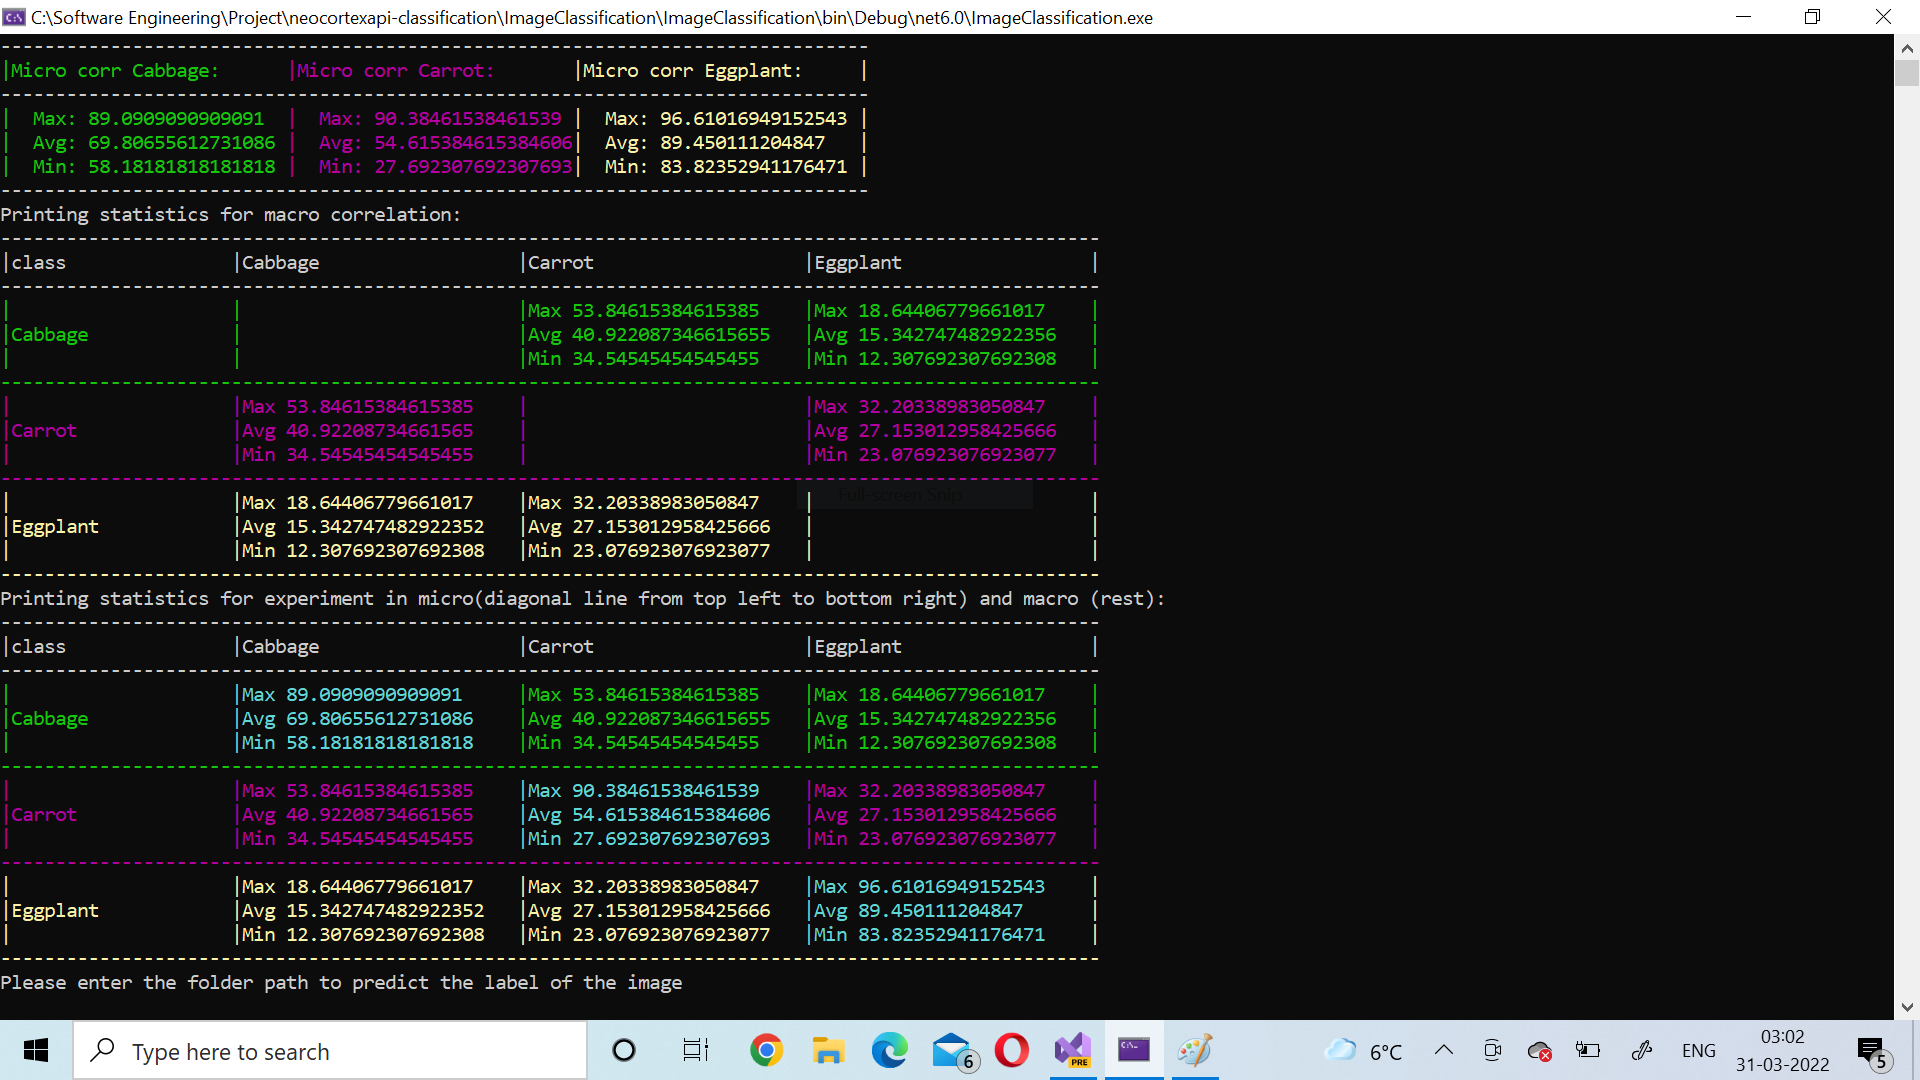 C:\Software Engineering\Project\neocortexapi-classification\ImageClassification\ImageClassification\bin\Debug\net6.0\ImageClassification.exe
-------------------------------------------------------------------------------
|Micro corr Cabbage: |Micro corr Carrot: |Micro corr Eggplant: |
-------------------------------------------------------------------------------
| Max: 89.0909090909091 | Max: 90.38461538461539 | Max: 96.61016949152543 |
| Avg: 69.80655612731086 | Avg: 54.615384615384606| Avg: 89.450111204847 |
| Min: 58.18181818181818 | Min: 27.692307692307693| Min: 83.82352941176471 |
-------------------------------------------------------------------------------
Printing statistics for macro correlation:
----------------------------------------------------------------------------------------------------
|class |Cabbage |Carrot |Eggplant |
----------------------------------------------------------------------------------------------------
| | |Max 53.84615384615385 |Max 18.64406779661017 |
|Cabbage | |Avg 40.922087346615655 |Avg 15.342747482922356 |
| | |Min 34.54545454545455 |Min 12.307692307692308 |
----------------------------------------------------------------------------------------------------
| |Max 53.84615384615385 | |Max 32.20338983050847 |
|Carrot |Avg 40.92208734661565 | |Avg 27.153012958425666 |
| |Min 34.54545454545455 | |Min 23.076923076923077 |
----------------------------------------------------------------------------------------------------
| |Max 18.64406779661017 |Max 32.20338983050847 | |
Full-screen Snip
|Eggplant |Avg 15.342747482922352 |Avg 27.153012958425666 | |
| |Min 12.307692307692308 |Min 23.076923076923077 | |
----------------------------------------------------------------------------------------------------
Printing statistics for experiment in micro(diagonal line from top left to bottom right) and macro (rest):
----------------------------------------------------------------------------------------------------
|class |Cabbage |Carrot |Eggplant |
----------------------------------------------------------------------------------------------------
| |Max 89.0909090909091 |Max 53.84615384615385 |Max 18.64406779661017 |
|Cabbage |Avg 69.80655612731086 |Avg 40.922087346615655 |Avg 15.342747482922356 |
| |Min 58.18181818181818 |Min 34.54545454545455 |Min 12.307692307692308 |
----------------------------------------------------------------------------------------------------
| |Max 53.84615384615385 |Max 90.38461538461539 |Max 32.20338983050847 |
|Carrot |Avg 40.92208734661565 |Avg 54.615384615384606 |Avg 27.153012958425666 |
| |Min 34.54545454545455 |Min 27.692307692307693 |Min 23.076923076923077 |
----------------------------------------------------------------------------------------------------
| |Max 18.64406779661017 |Max 32.20338983050847 |Max 96.61016949152543 |
|Eggplant |Avg 15.342747482922352 |Avg 27.153012958425666 |Avg 89.450111204847 |
| |Min 12.307692307692308 |Min 23.076923076923077 |Min 83.82352941176471 |
----------------------------------------------------------------------------------------------------
Please enter the folder path to predict the label of the image
Type here to search
6
PRE
6°C
ENG
03:02
31-03-2022
5